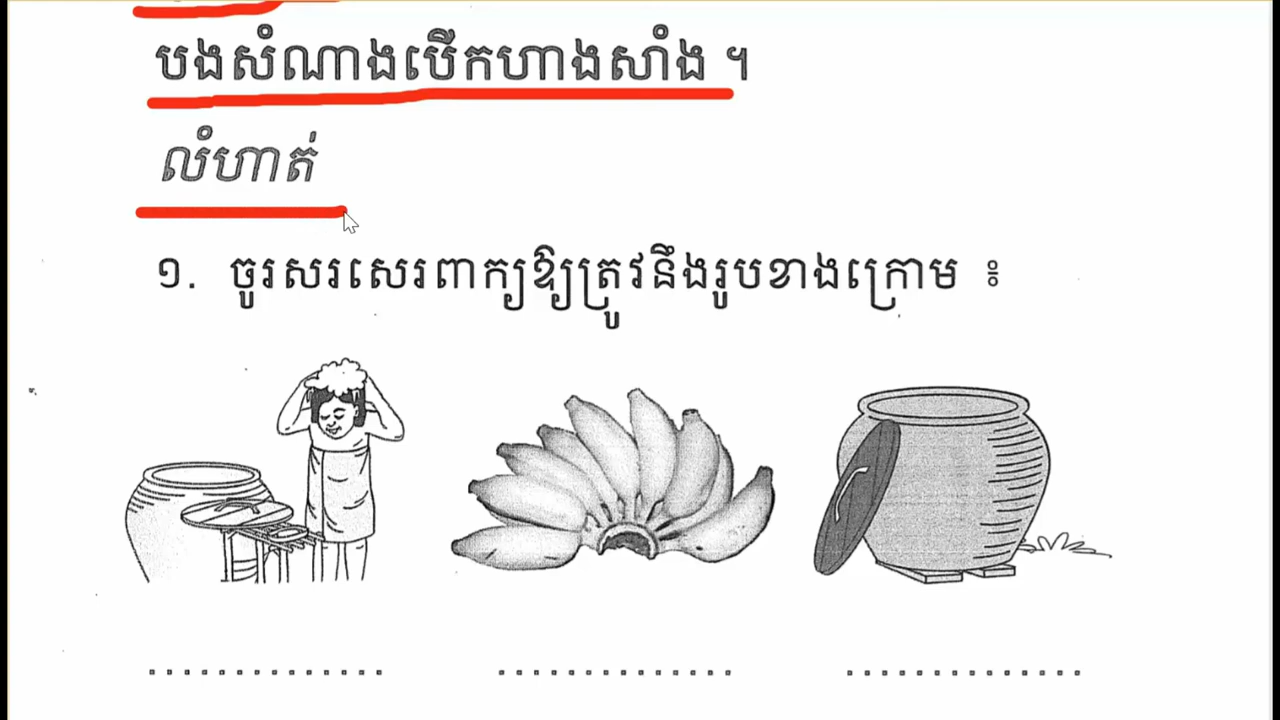 បងសំណាងបើកហាងសាំង ។
លំហាត់
១. ចូរសរសេរពាក្យឱ្យត្រូវនឹងរូបខាងក្រោម ៖